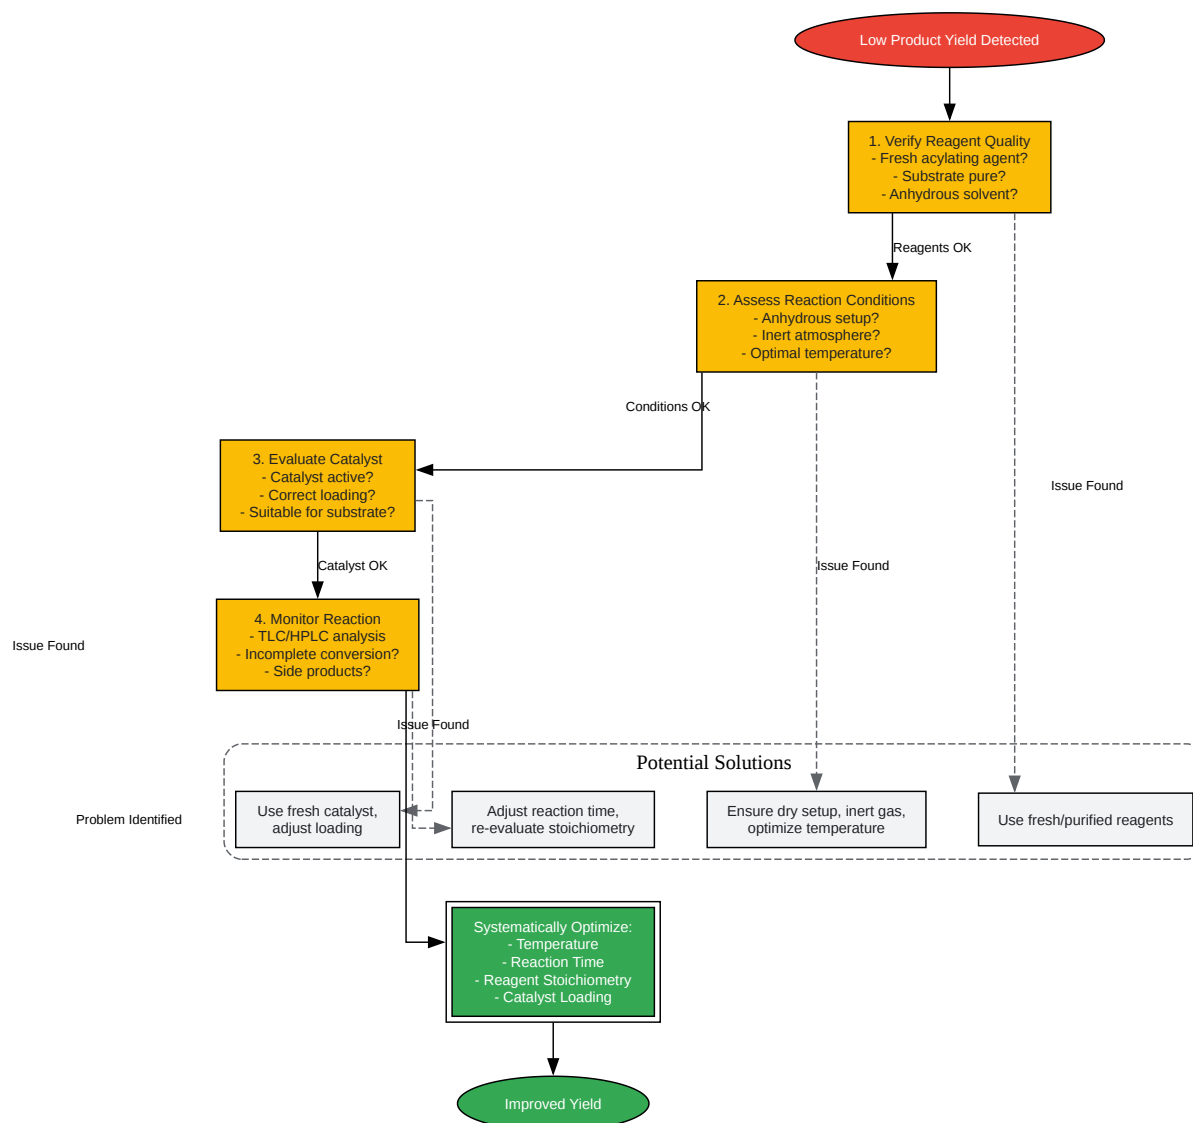 Low Product Yield Detected
1. Verify Reagent Quality
- Fresh acylating agent?
- Substrate pure?
- Anhydrous solvent?
Reagents OK
2. Assess Reaction Conditions
- Anhydrous setup?
- Inert atmosphere?
- Optimal temperature?
Conditions OK
3. Evaluate Catalyst
- Catalyst active?
- Correct loading?
- Suitable for substrate?
Issue Found
Catalyst OK
Issue Found
4. Monitor Reaction
- TLC/HPLC analysis
- Incomplete conversion?
- Side products?
Issue Found
Issue Found
Potential Solutions
Problem Identified
Use fresh catalyst,
adjust loading
Adjust reaction time,
re-evaluate stoichiometry
Ensure dry setup, inert gas,
optimize temperature
Use fresh/purified reagents
Systematically Optimize:
- Temperature
- Reaction Time
- Reagent Stoichiometry
- Catalyst Loading
Improved Yield